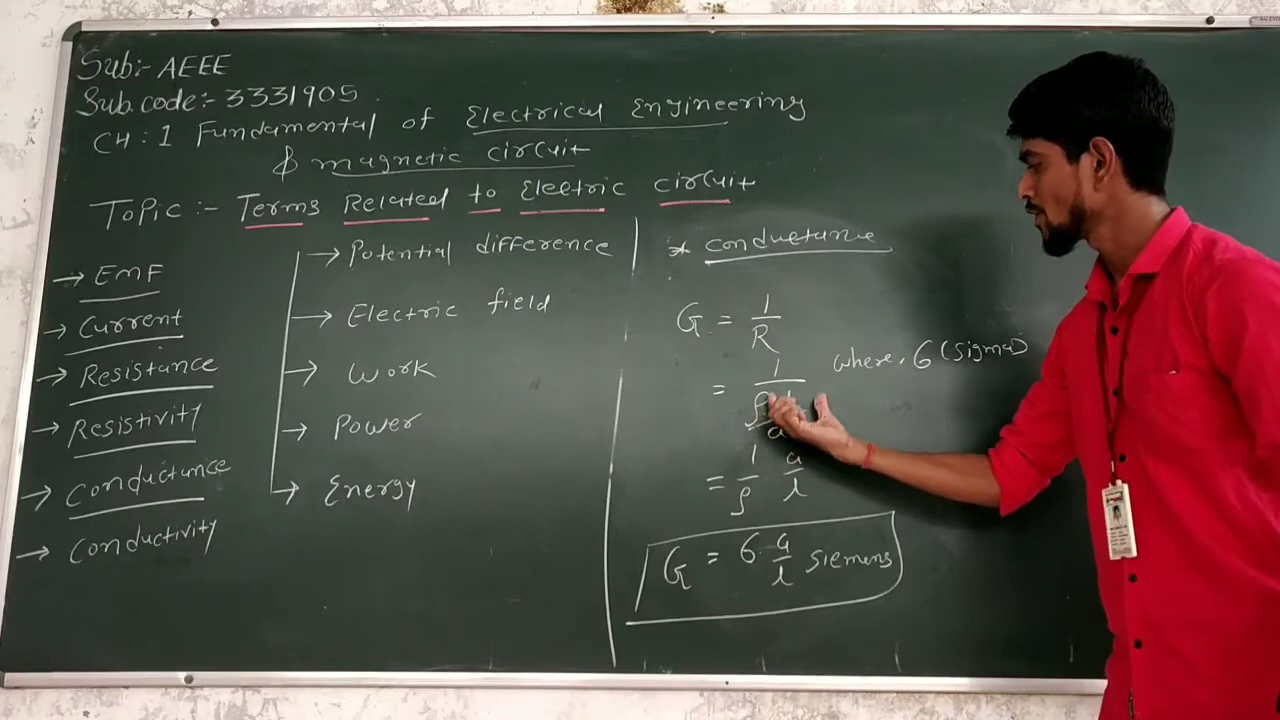 Sub:- AEEE
Sub code:- 3331905
CH : 1 Fundamental of Electrical Engineering
& magnetic circuit
Topic :- Terms Related to Electric circuit
→ EMF
→ Current
→ Resistance
→ Resistivity
→ Conductance
→ Conductivity
→ Potential difference
→ Electric field
→ Work
→ Power
→ Energy
* conductance
G = 1/R
= 1/
where, σ (sigma)
= 1/ρ a/l
G = σ a/l Siemens